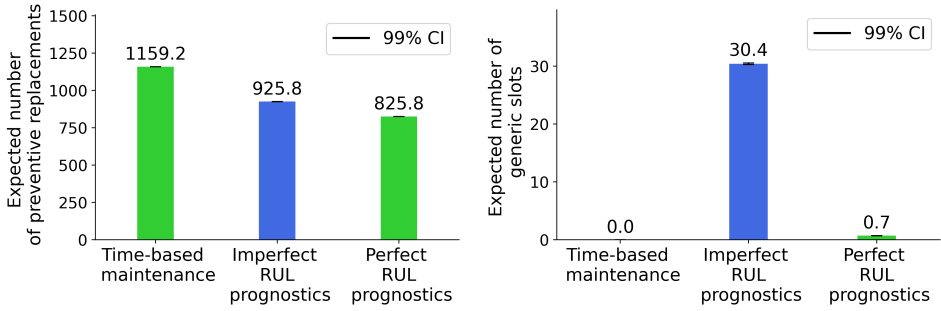 Expected number
of preventive replacements
1500
1250
1000
750
500
250
0
99% CI
1159.2
925.8
825.8
Time-based
maintenance
Imperfect
RUL
prognostics
Perfect
RUL
prognostics
Expected number of
generic slots
30
20
10
0
99% CI
0.0
30.4
0.7
Time-based
maintenance
Imperfect
RUL
prognostics
Perfect
RUL
prognostics